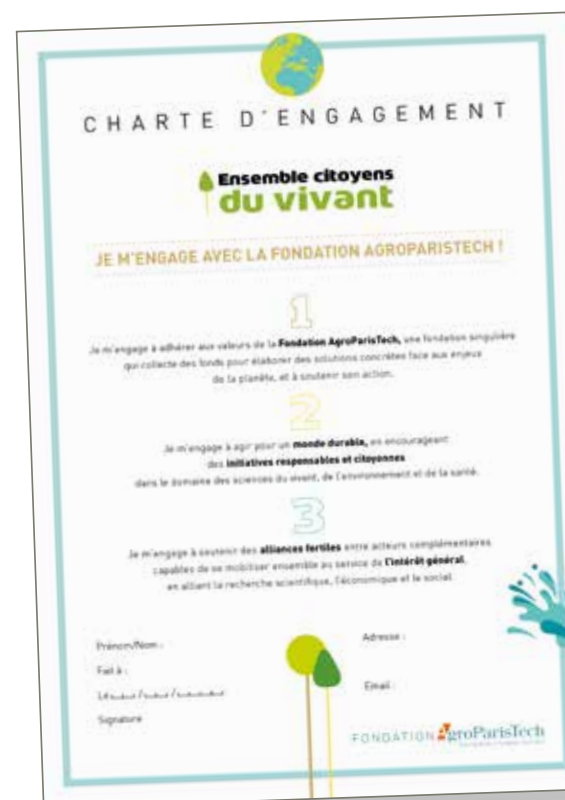 CHARTE D'ENGAGEMENT
Ensemble citoyens
du vivant
JE M'ENGAGE AVEC LA FONDATION AGROPARISTECH !
1
Je m'engage à adhérer aux valeurs de la Fondation AgroParisTech, une fondation singulière
qui collecte des fonds pour élaborer des solutions concrètes face aux enjeux
de la planète, et à soutenir son action.
2
Je m'engage à agir pour un monde durable, en encourageant
des initiatives responsables et citoyennes
dans le domaine des sciences du vivant, de l'environnement et de la santé.
3
Je m'engage à soutenir des alliances fertiles entre acteurs complémentaires
capables de se mobiliser ensemble au service de l'intérêt général,
en alliant la recherche scientifique, l'économique et le social.
Prénom/Nom :
Adresse :
Fait à :
Le ..... / ..... / .........
Email :
Signature
FONDATION AgroParisTech